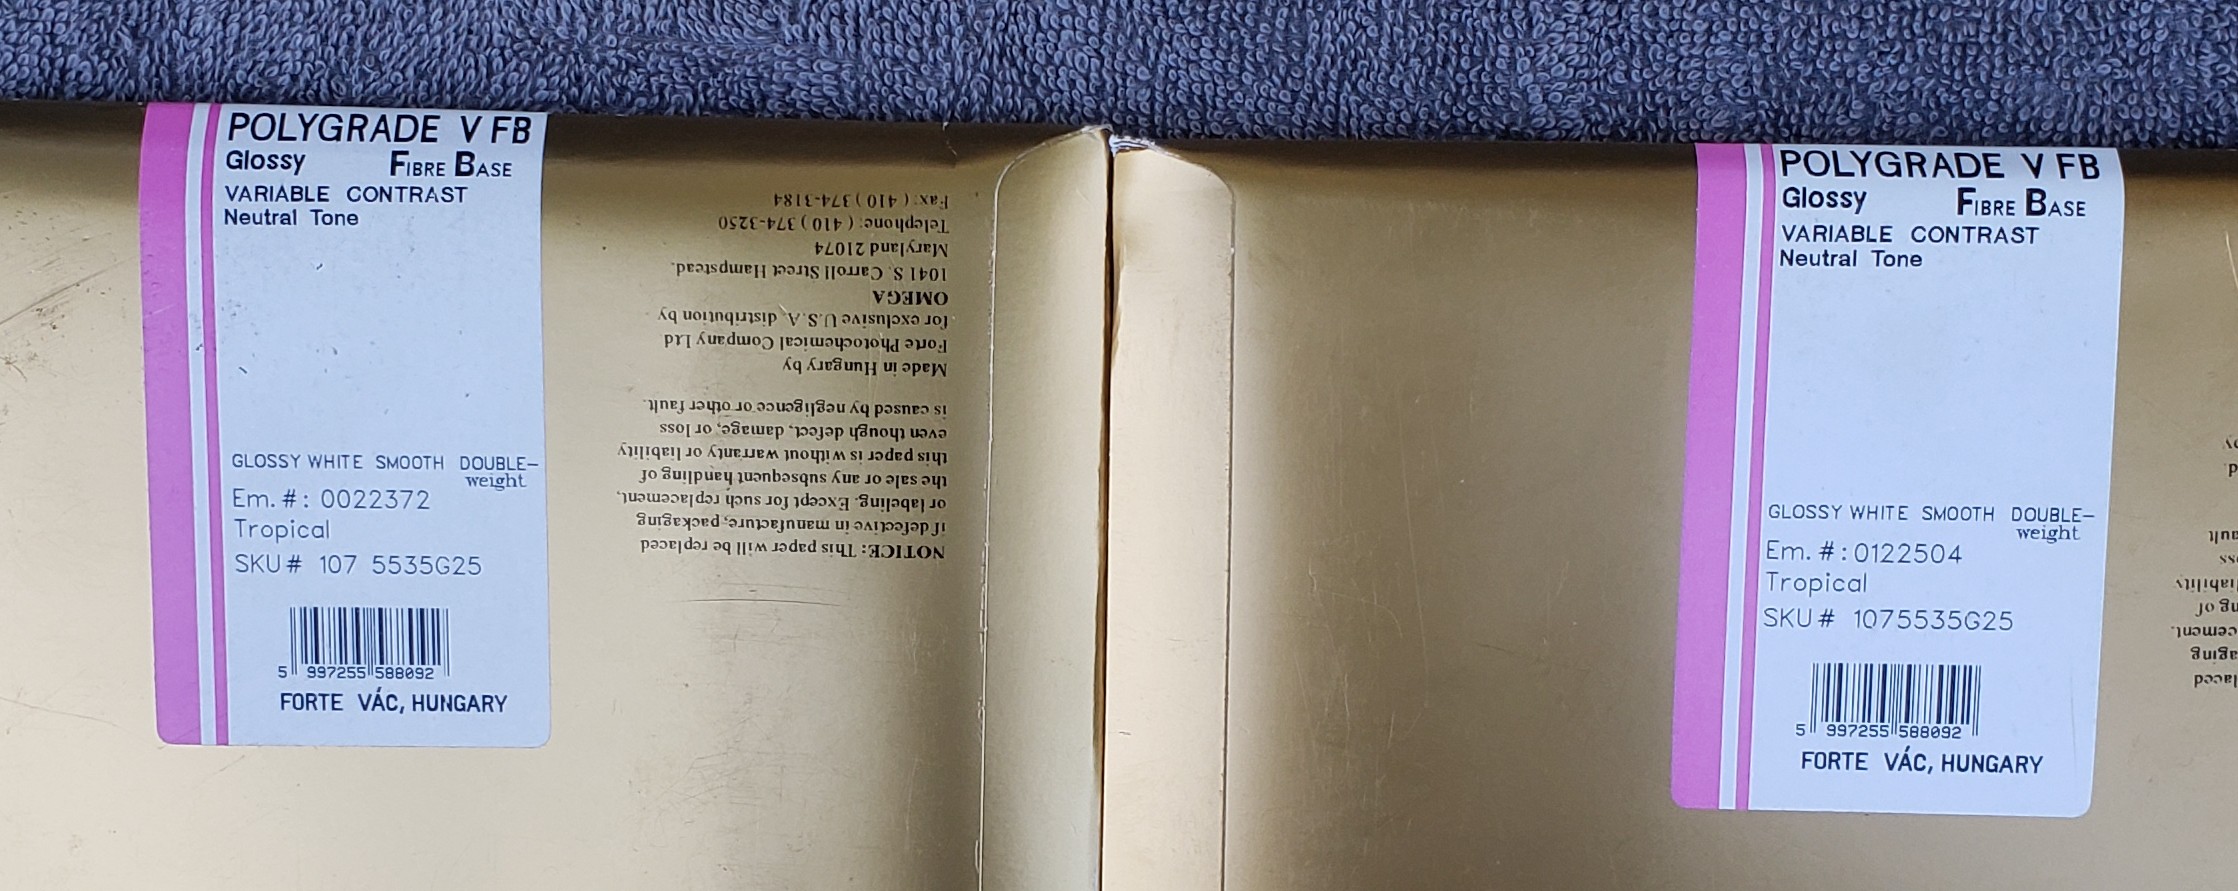 POLYGRADE V FB
Glossy FIBRE BASE
VARIABLE CONTRAST
Neutral Tone
GLOSSY WHITE SMOOTH DOUBLE-
weight
Em. #: 0022372
Tropical
SKU# 107 5535G25
5 997255 588092
FORTE VÁC, HUNGARY
NOTICE: This paper will be replaced
if defective in manufacture, packaging
or labeling. Except for such replacement,
the sale or any subsequent handling of
this paper is without warranty or liability
even though defect, damage, or loss
is caused by negligence or other fault.
Made in Hungary by
Forte Photochemical Company Ltd
for exclusive U.S.A. distribution by
OMEGA
1041 S. Carroll Street Hampstead.
Maryland 21074
Telephone: ( 410 ) 374-3250
Fax: ( 410 ) 374-3184
POLYGRADE V FB
Glossy FIBRE BASE
VARIABLE CONTRAST
Neutral Tone
GLOSSY WHITE SMOOTH DOUBLE-
weight
Em. #: 0122504
Tropical
SKU# 1075535G25
5 997255 588092
FORTE VÁC, HUNGARY